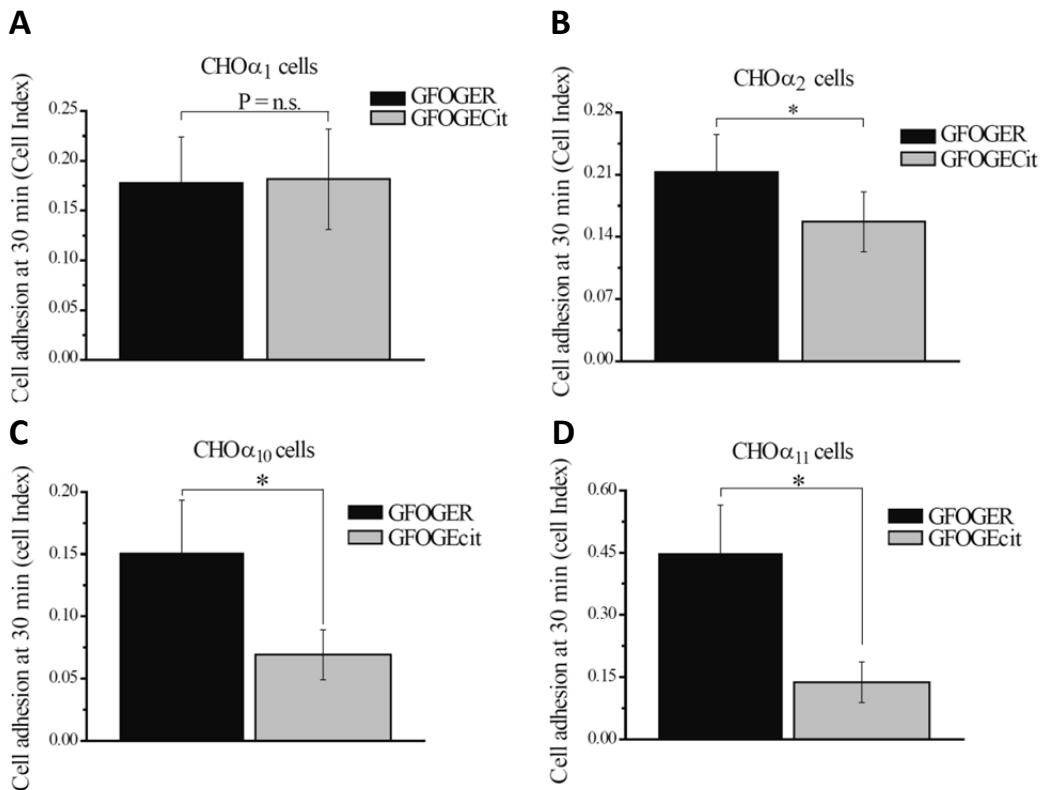 A
CHOα1 cells
P = n.s.
GFOGER
GFOGECit
Cell adhesion at 30 min (Cell Index)
0.25
0.20
0.15
0.10
0.05
0.00
B
CHOα2 cells
*
GFOGER
GFOGECit
Cell adhesion at 30 min (Cell Index)
0.28
0.21
0.14
0.07
0.00
C
CHOα10 cells
*
GFOGER
GFOGEcit
Cell adhesion at 30 min (cell Index)
0.20
0.15
0.10
0.05
0.00
D
CHOα11 cells
*
GFOGER
GFOGEcit
Cell adhesion at 30 min (cell Index)
0.60
0.45
0.30
0.15
0.00